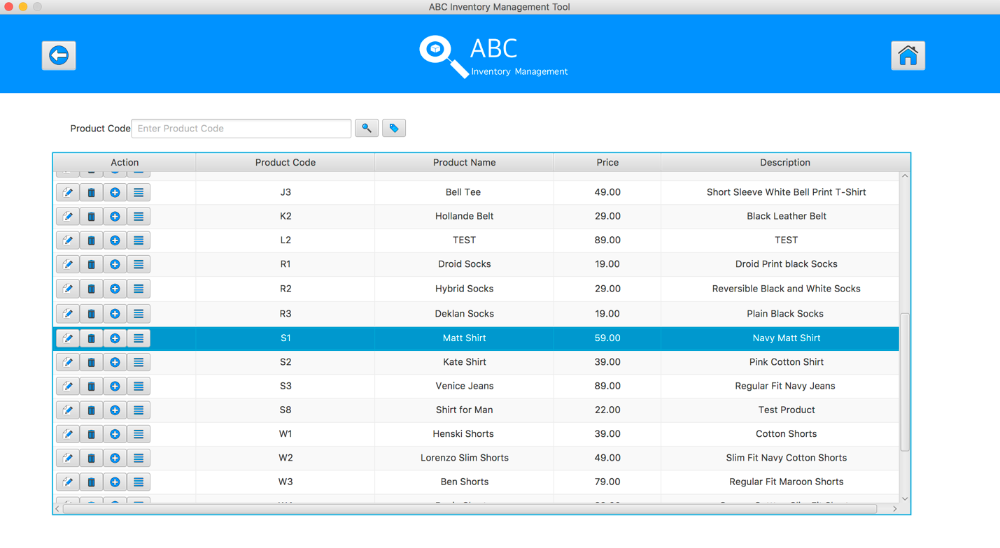 ABC Inventory Management Tool
ABC
Inventory Management
Product Code Enter Product Code
Action Product Code Product Name Price Description
J3 Bell Tee 49.00 Short Sleeve White Bell Print T-Shirt
K2 Hollande Belt 29.00 Black Leather Belt
L2 TEST 89.00 TEST
R1 Droid Socks 19.00 Droid Print black Socks
R2 Hybrid Socks 29.00 Reversible Black and White Socks
R3 Deklan Socks 19.00 Plain Black Socks
S1 Matt Shirt 59.00 Navy Matt Shirt
S2 Kate Shirt 39.00 Pink Cotton Shirt
S3 Venice Jeans 89.00 Regular Fit Navy Jeans
S8 Shirt for Man 22.00 Test Product
W1 Henski Shorts 39.00 Cotton Shorts
W2 Lorenzo Slim Shorts 49.00 Slim Fit Navy Cotton Shorts
W3 Ben Shorts 79.00 Regular Fit Maroon Shorts